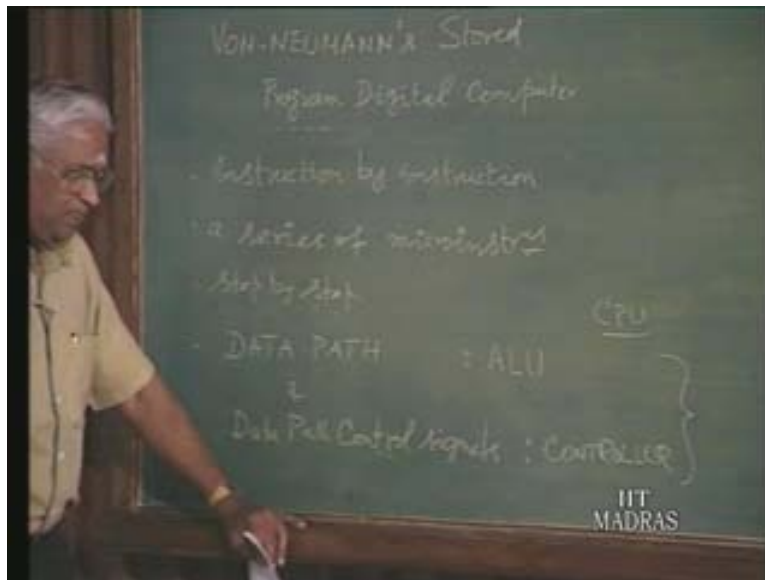 VON-NEUMANN's Stored
Program Digital Computer
- Instruction by instruction
- a series of microinstrns
- Step by Step
CPU
- DATA PATH : ALU
&
Data Path Control signals : CONTROLLER
IIT
MADRAS